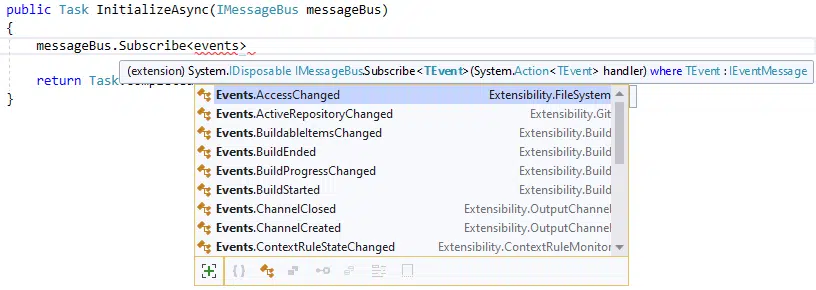 public Task InitializeAsync(IMessageBus messageBus)
{
messageBus.Subscribe<events>
(extension) System.IDisposable IMessageBus.Subscribe<TEvent>(System.Action<TEvent> handler) where TEvent : IEventMessage
return Task
}
Events.AccessChanged Extensibility.FileSystem
Events.ActiveRepositoryChanged Extensibility.Git
Events.BuildableItemsChanged Extensibility.Build
Events.BuildEnded Extensibility.Build
Events.BuildProgressChanged Extensibility.Build
Events.BuildStarted Extensibility.Build
Events.ChannelClosed Extensibility.OutputChannel
Events.ChannelCreated Extensibility.OutputChannel
Events.ContextRuleStateChanged Extensibility.ContextRuleMonitor
{ }